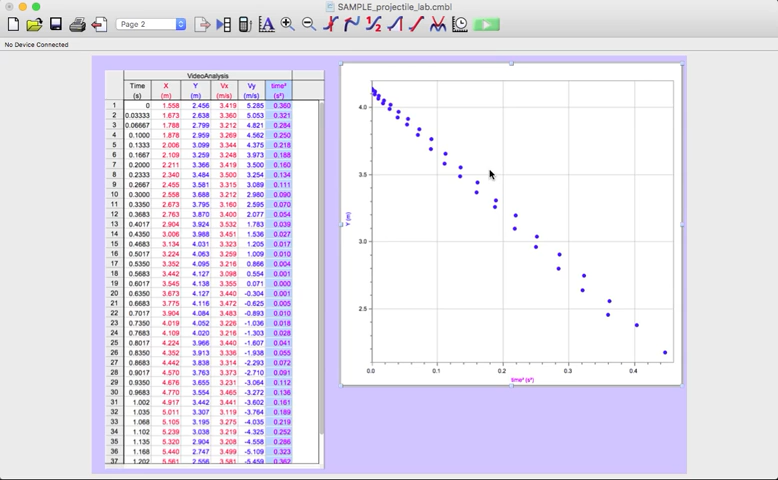 SAMPLE_projectile_lab.cmbl
Page 2
No Device Connected
VideoAnalysis
Time X Y Vx Vy time²
(s) (m) (m) (m/s) (m/s) (s²)
1 0 1.558 2.456 3.419 5.285 0.360
2 0.03333 1.673 2.638 3.360 5.053 0.321
3 0.06667 1.788 2.799 3.212 4.821 0.284
4 0.1000 1.878 2.959 3.269 4.562 0.250
5 0.1333 2.006 3.099 3.344 4.375 0.218
6 0.1667 2.109 3.259 3.248 3.973 0.188
7 0.2000 2.211 3.366 3.419 3.500 0.160
8 0.2333 2.340 3.484 3.500 3.254 0.134
9 0.2667 2.455 3.581 3.315 3.089 0.111
10 0.3000 2.558 3.688 3.212 2.980 0.090
11 0.3350 2.673 3.795 3.160 2.595 0.070
12 0.3683 2.763 3.870 3.400 2.077 0.054
13 0.4017 2.904 3.924 3.532 1.783 0.039
14 0.4350 3.006 3.988 3.451 1.536 0.027
15 0.4683 3.134 4.031 3.323 1.205 0.017
16 0.5017 3.224 4.063 3.259 1.009 0.010
17 0.5350 3.352 4.095 3.216 0.866 0.004
18 0.5683 3.442 4.127 3.098 0.554 0.001
19 0.6017 3.545 4.138 3.355 0.071 0.000
20 0.6350 3.673 4.127 3.440 -0.304 0.001
21 0.6683 3.775 4.116 3.472 -0.625 0.005
22 0.7017 3.904 4.084 3.483 -0.893 0.010
23 0.7350 4.019 4.052 3.226 -1.036 0.018
24 0.7683 4.109 4.020 3.216 -1.303 0.028
25 0.8017 4.224 3.966 3.440 -1.607 0.041
26 0.8350 4.352 3.913 3.336 -1.938 0.055
27 0.8683 4.442 3.838 3.314 -2.293 0.072
28 0.9017 4.570 3.763 3.373 -2.710 0.091
29 0.9350 4.676 3.655 3.231 -3.064 0.112
30 0.9683 4.770 3.554 3.465 -3.272 0.136
31 1.002 4.917 3.442 3.441 -3.602 0.161
32 1.035 5.011 3.307 3.119 -3.764 0.189
33 1.068 5.105 3.195 3.275 -4.035 0.219
34 1.102 5.239 3.038 3.219 -4.325 0.252
35 1.135 5.320 2.904 3.208 -4.558 0.286
36 1.168 5.440 2.747 3.499 -5.109 0.323
37 1.202 5.561 2.556 3.581 -5.459 0.362
4.0
3.5
3.0
2.5
Y (m)
0.0 0.1 0.2 0.3 0.4
time² (s²)